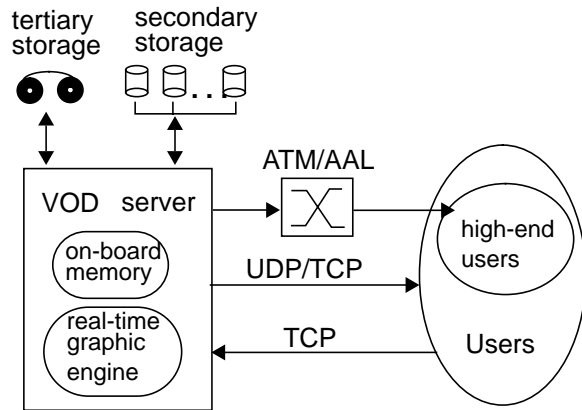 tertiary
storage
secondary
storage
...
ATM/AAL
VOD server
high-end
users
on-board
memory
UDP/TCP
real-time
graphic
engine
TCP
Users